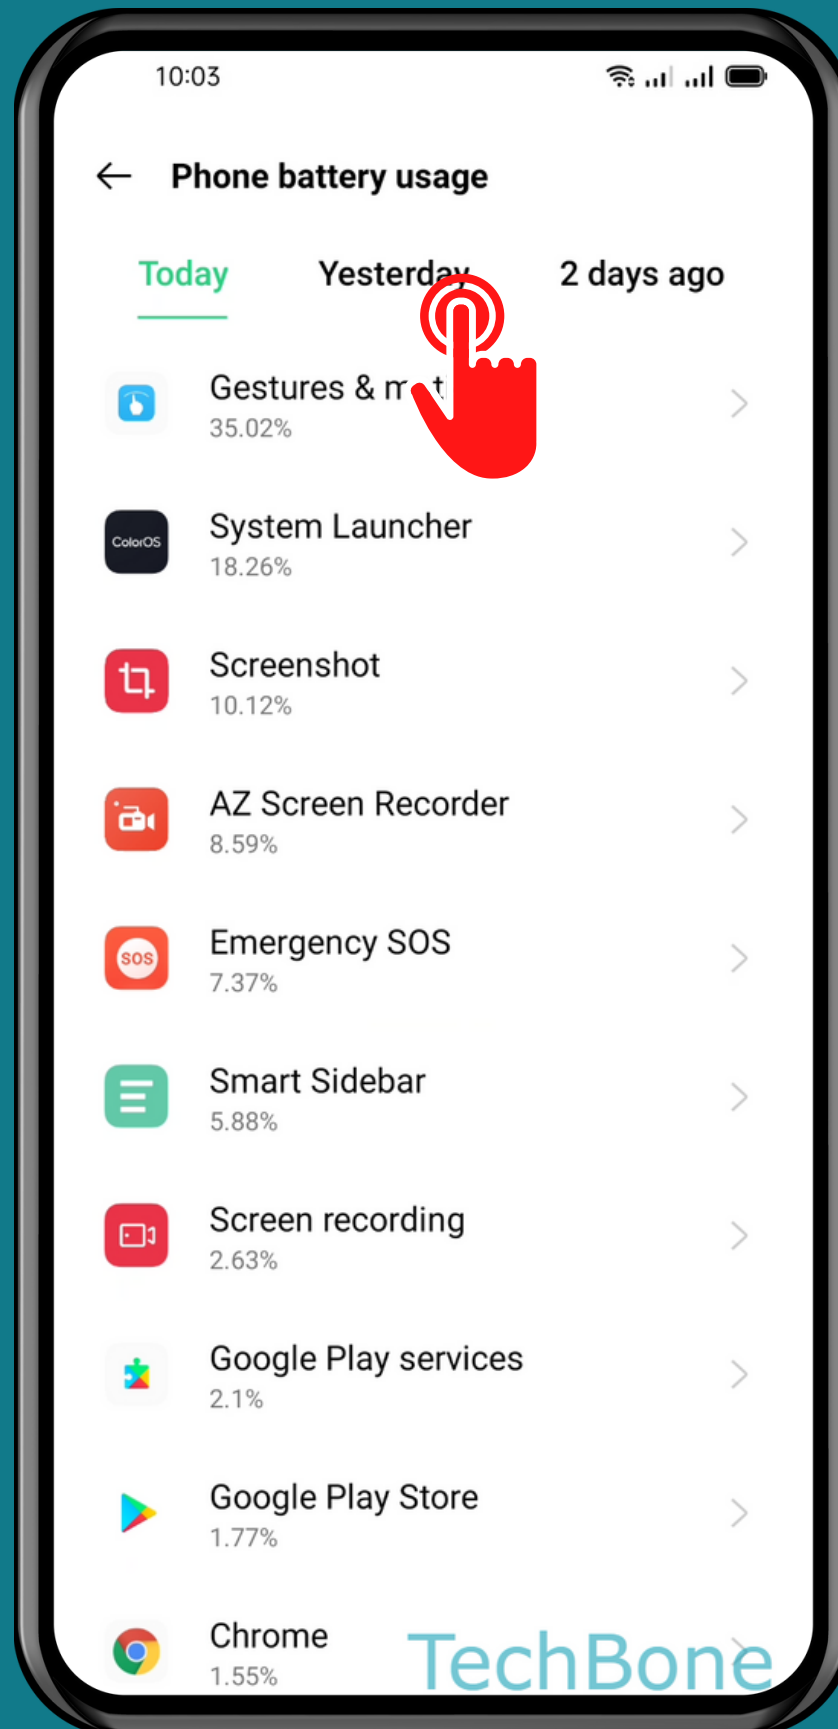 10:03
Phone battery usage
Today Yesterday 2 days ago
Gestures &
35.02%
ColorOS
System Launcher
18.26%
Screenshot
10.12%
AZ Screen Recorder
8.59%
SOS
Emergency SOS
7.37%
Smart Sidebar
5.88%
Screen recording
2.63%
Google Play services
2.1%
Google Play Store
1.77%
Chrome
1.55%
TechBone